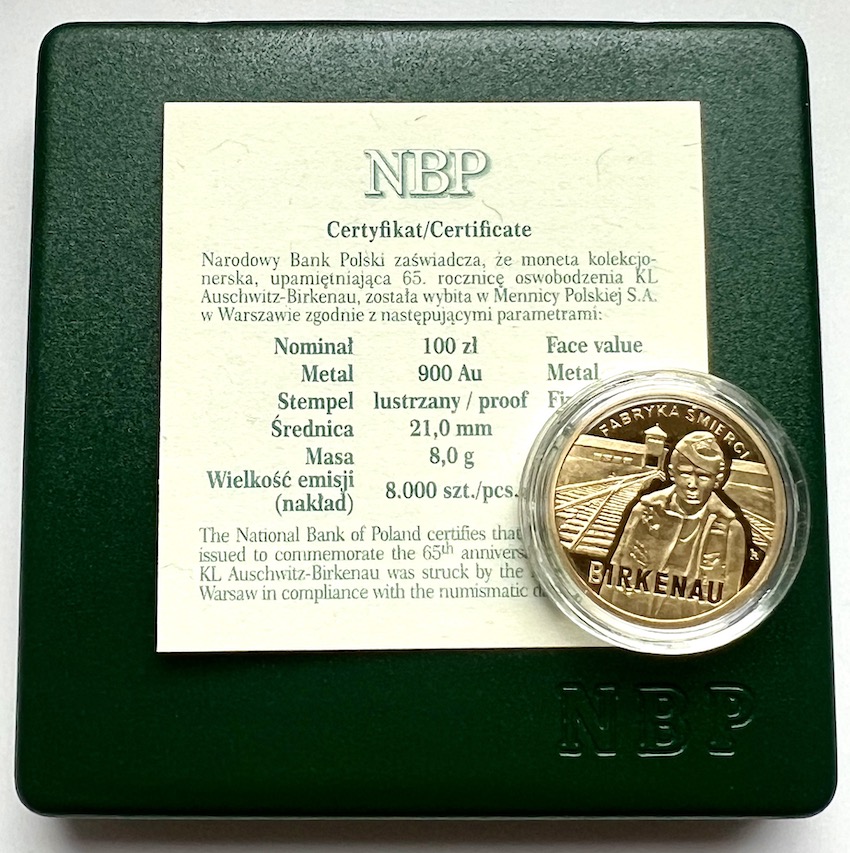 NBP
Certyfikat/Certificate
Narodowy Bank Polski zaświadcza, że moneta kolekcjo-
nerska, upamiętniająca 65. rocznicę oswobodzenia KL
Auschwitz-Birkenau, została wybita w Mennicy Polskiej S.A.
w Warszawie zgodnie z następującymi parametrami:
Nominał 100 zł Face value
Metal 900 Au Metal
Stempel lustrzany / proof
Średnica 21,0 mm
Masa 8,0 g
Wielkość emisji
(nakład) 8.000 szt./pcs.
The National Bank of Poland certifies that
issued to commemorate the 65th
KL Auschwitz-Birkenau was struck by the
Warsaw in compliance with the numismatic
FABRYKA ŚMIERCI
BIRKENAU
NBP